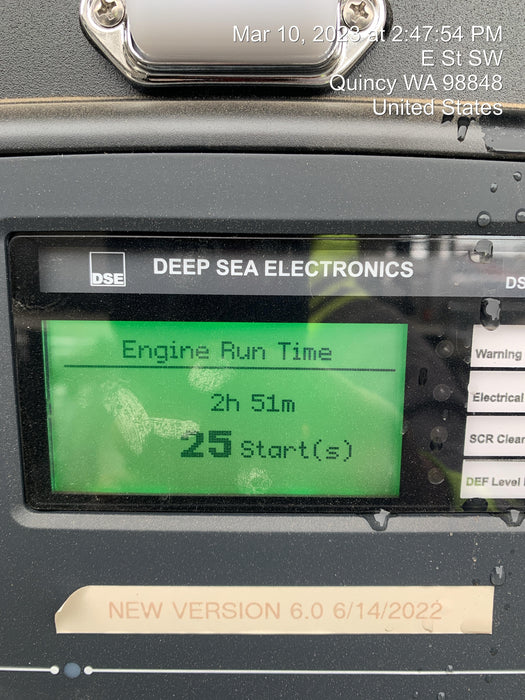 Mar 10, 2023 at 2:47:54 PM
E St SW
Quincy WA 98848
United States
DSE
DEEP SEA ELECTRONICS
DS
Engine Run Time
2h 51m
25 Start(s)
Warning
Electrical
SCR Clea
DEF Level
NEW VERSION 6.0 6/14/2022